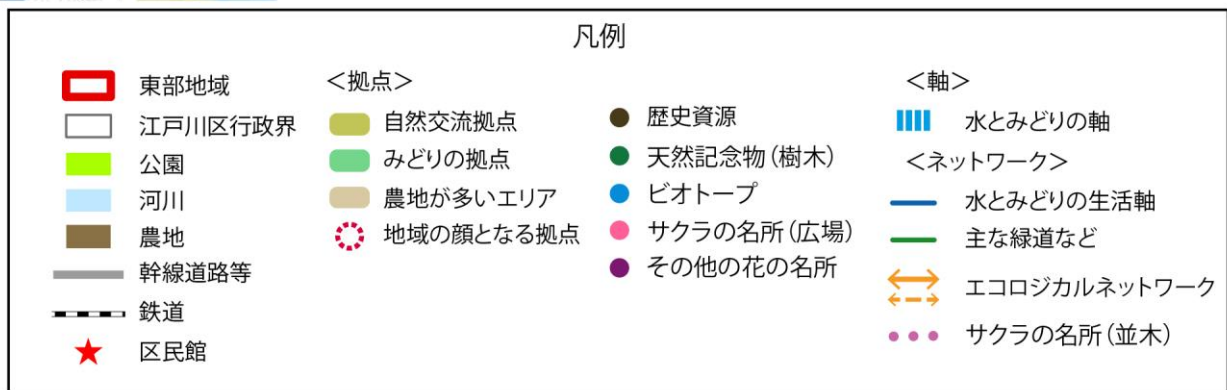 凡例
東部地域
江戸川区行政界
公園
河川
農地
幹線道路等
鉄道
区民館
＜拠点＞
自然交流拠点
みどりの拠点
農地が多いエリア
地域の顔となる拠点
歴史資源
天然記念物（樹木）
ビオトープ
サクラの名所（広場）
その他の花の名所
＜軸＞
水とみどりの軸
＜ネットワーク＞
水とみどりの生活軸
主な緑道など
エコロジカルネットワーク
サクラの名所（並木）